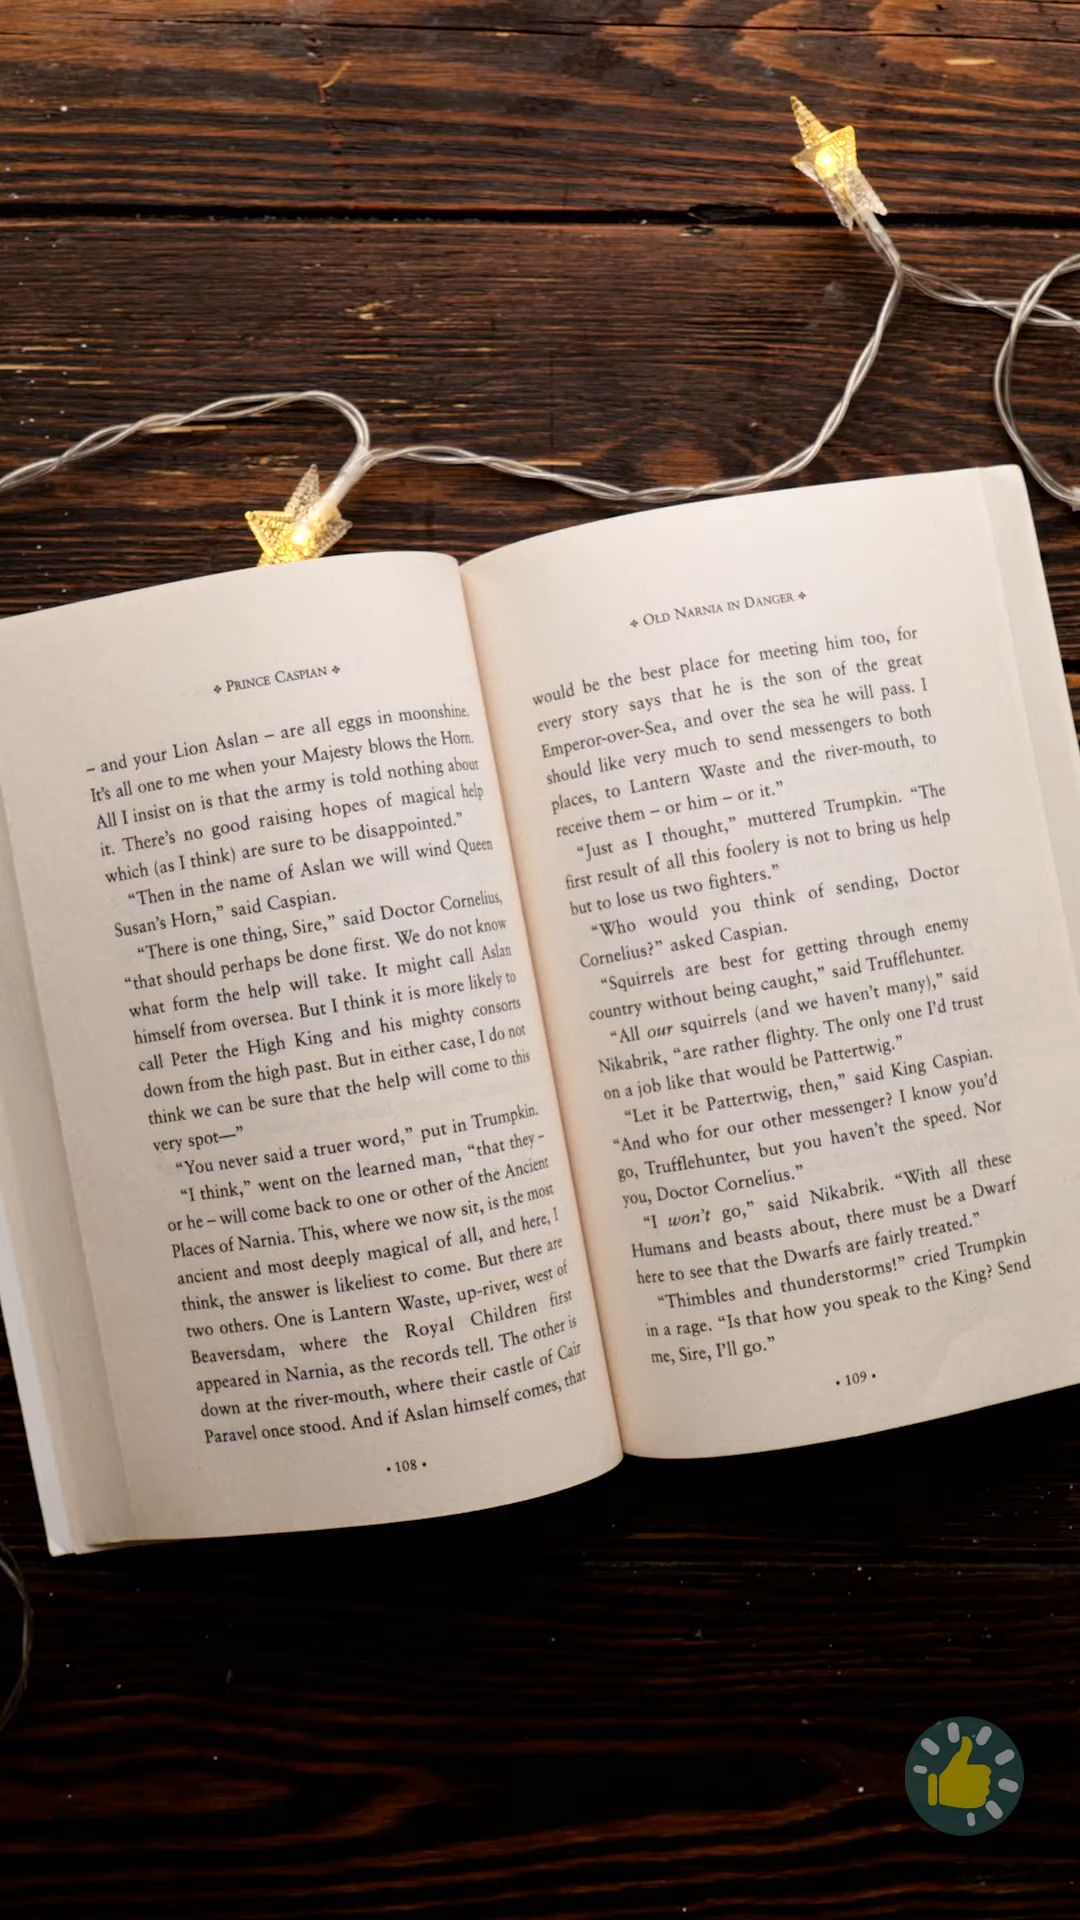 ❖ PRINCE CASPIAN ❖
– and your Lion Aslan – are all eggs in moonshine.
It's all one to me when your Majesty blows the Horn.
All I insist on is that the army is told nothing about
it. There's no good raising hopes of magical help
which (as I think) are sure to be disappointed.”
“Then in the name of Aslan we will wind Queen
Susan's Horn,” said Caspian.
“There is one thing, Sire,” said Doctor Cornelius,
“that should perhaps be done first. We do not know
what form the help will take. It might call Aslan
himself from oversea. But I think it is more likely to
call Peter the High King and his mighty consorts
down from the high past. But in either case, I do not
think we can be sure that the help will come to this
very spot—”
“You never said a truer word,” put in Trumpkin.
“I think,” went on the learned man, “that they –
or he – will come back to one or other of the Ancient
Places of Narnia. This, where we now sit, is the most
ancient and most deeply magical of all, and here, I
think, the answer is likeliest to come. But there are
two others. One is Lantern Waste, up-river, west of
Beaversdam, where the Royal Children first
appeared in Narnia, as the records tell. The other is
down at the river-mouth, where their castle of Cair
Paravel once stood. And if Aslan himself comes, that
• 108 •
❖ OLD NARNIA IN DANGER ❖
would be the best place for meeting him too, for
every story says that he is the son of the great
Emperor-over-Sea, and over the sea he will pass. I
should like very much to send messengers to both
places, to Lantern Waste and the river-mouth, to
receive them – or him – or it.”
“Just as I thought,” muttered Trumpkin. “The
first result of all this foolery is not to bring us help
but to lose us two fighters.”
“Who would you think of sending, Doctor
Cornelius?” asked Caspian.
“Squirrels are best for getting through enemy
country without being caught,” said Trufflehunter.
“All our squirrels (and we haven't many),” said
Nikabrik, “are rather flighty. The only one I'd trust
on a job like that would be Pattertwig.”
“Let it be Pattertwig, then,” said King Caspian.
“And who for our other messenger? I know you'd
go, Trufflehunter, but you haven't the speed. Nor
you, Doctor Cornelius.”
“I won't go,” said Nikabrik. “With all these
Humans and beasts about, there must be a Dwarf
here to see that the Dwarfs are fairly treated.”
“Thimbles and thunderstorms!” cried Trumpkin
in a rage. “Is that how you speak to the King? Send
me, Sire, I'll go.”
• 109 •